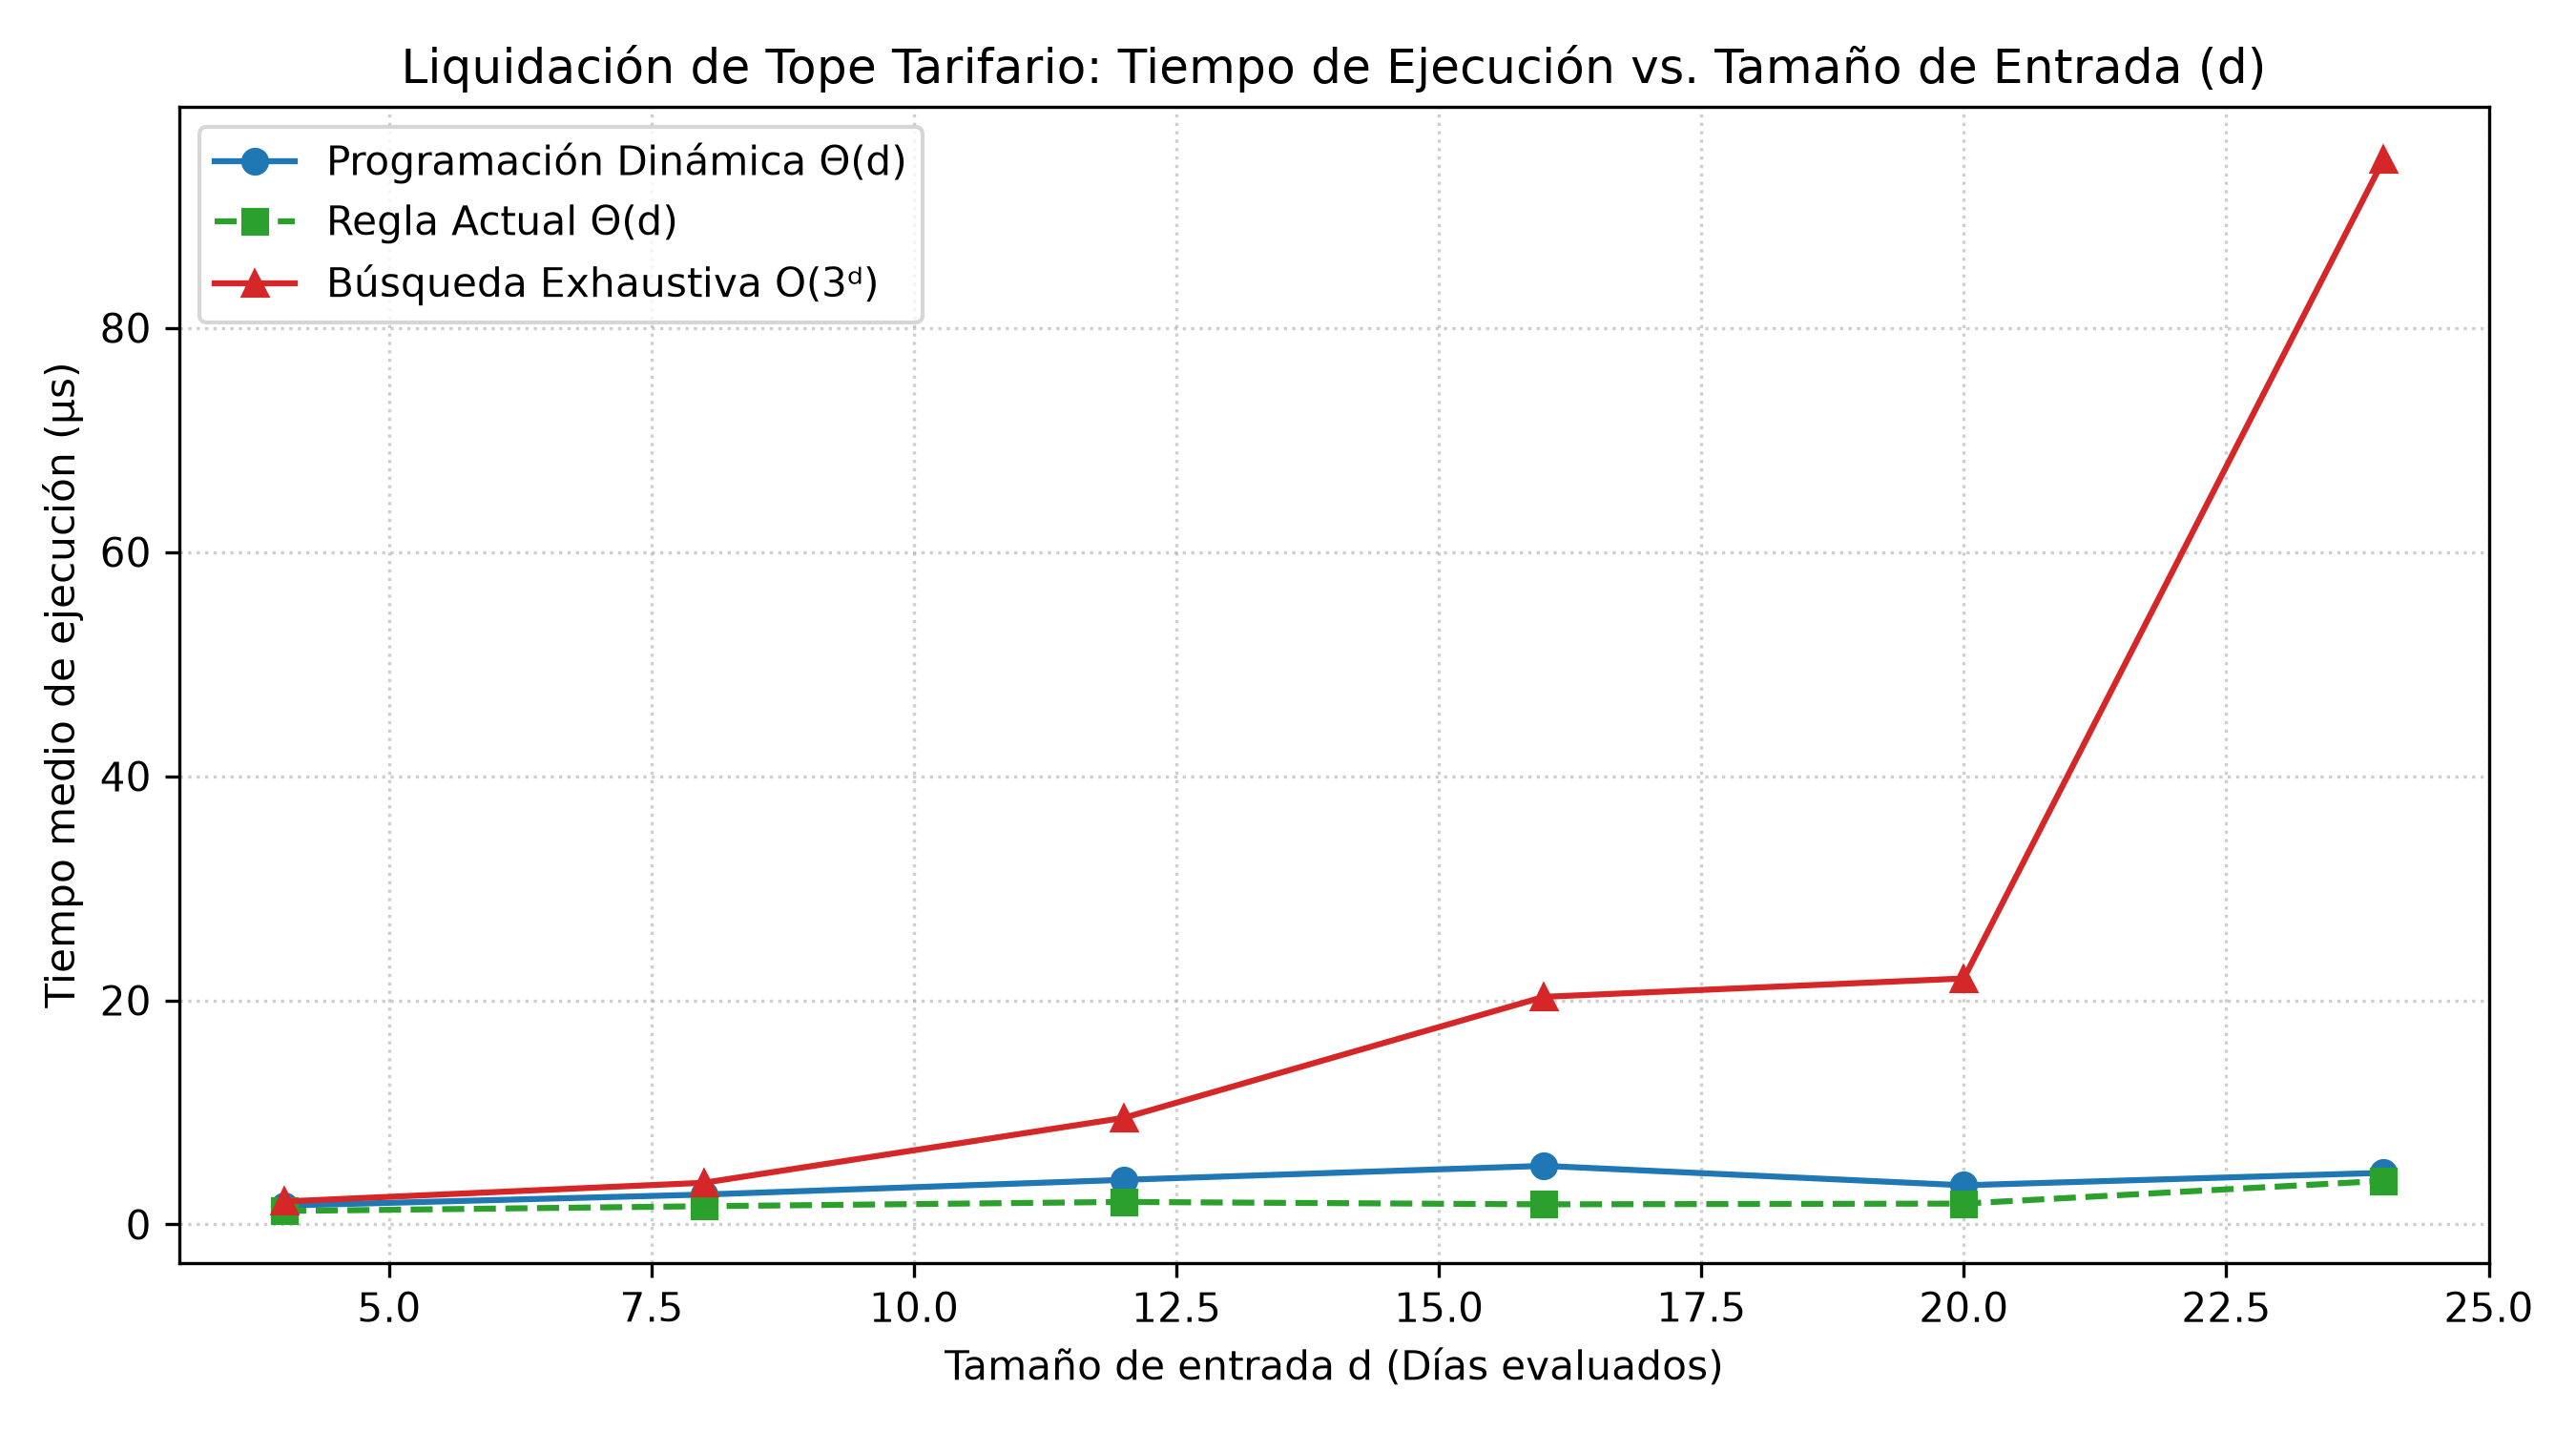 Liquidación de Tope Tarifario: Tiempo de Ejecución vs. Tamaño de Entrada (d)
Programación Dinámica Θ(d)
Regla Actual Θ(d)
Búsqueda Exhaustiva O(3ᵈ)
Tiempo medio de ejecución (µs)
80
60
40
20
0
5.0 7.5 10.0 12.5 15.0 17.5 20.0 22.5 25.0
Tamaño de entrada d (Días evaluados)